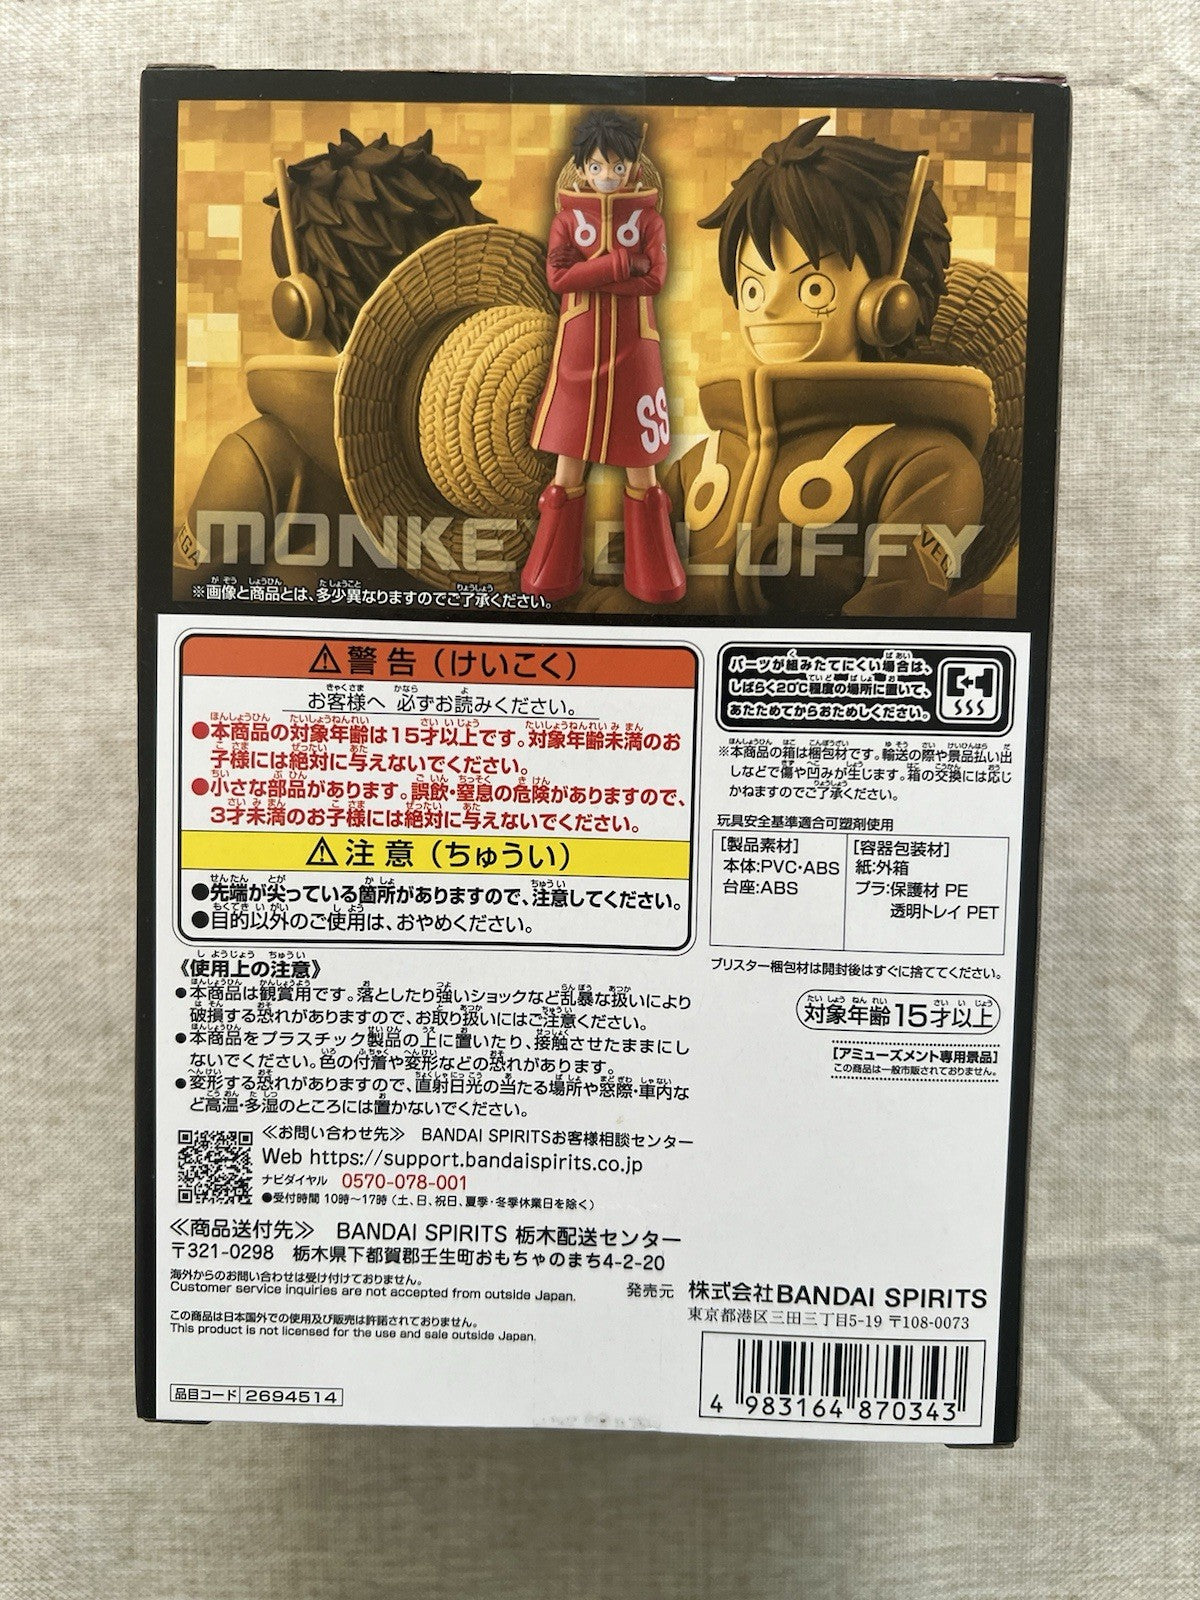 MONKEY D LUFFY
※画像と商品とは、多少異なりますのでご了承ください。
⚠警告（けいこく）
お客様へ 必ずお読みください。
●本商品の対象年齢は15才以上です。対象年齢未満のお
子様には絶対に与えないでください。
●小さな部品があります。誤飲・窒息の危険がありますので、
3才未満のお子様には絶対に与えないでください。
⚠注意（ちゅうい）
●先端が尖っている箇所がありますので、注意してください。
●目的以外のご使用は、おやめください。
《使用上の注意》
●本商品は観賞用です。落としたり強いショックなど乱暴な扱いにより
破損する恐れがありますので、お取り扱いにはご注意ください。
●本商品をプラスチック製品の上に置いたり、接触させたままにし
ないでください。色の付着や変形などの恐れがあります。
●変形する恐れがありますので、直射日光の当たる場所や窓際・車内な
ど高温・多湿のところには置かないでください。
≪お問い合わせ先≫ BANDAI SPIRITSお客様相談センター
Web https://support.bandaispirits.co.jp
ナビダイヤル 0570-078-001
●受付時間 10時～17時（土、日、祝日、夏季・冬季休業日を除く）
≪商品送付先≫ BANDAI SPIRITS 栃木配送センター
〒321-0298 栃木県下都賀郡壬生町おもちゃのまち4-2-20
海外からのお問い合わせは受け付けておりません。
Customer service inquiries are not accepted from outside Japan.
この商品は日本国外での使用及び販売は許諾されておりません。
This product is not licensed for the use and sale outside Japan.
品目コード 2694514
パーツが組みたてにくい場合は、
しばらく20℃程度の場所に置いて、
あたためてからおためしください。
※本商品の箱は梱包材です。輸送の際や景品払い出
しなどで傷や凹みが生じます。箱の交換には応じ
かねますのでご了承ください。
玩具安全基準適合可塑剤使用
[製品素材]
本体:PVC・ABS
台座:ABS
[容器包装材]
紙:外箱
プラ:保護材 PE
透明トレイ PET
ブリスター梱包材は開封後はすぐに捨ててください。
対象年齢15才以上
[アミューズメント専用景品]
この商品は一般市販されておりません。
発売元 株式会社BANDAI SPIRITS
東京都港区三田三丁目5-19 〒108-0073
4 983164 870343